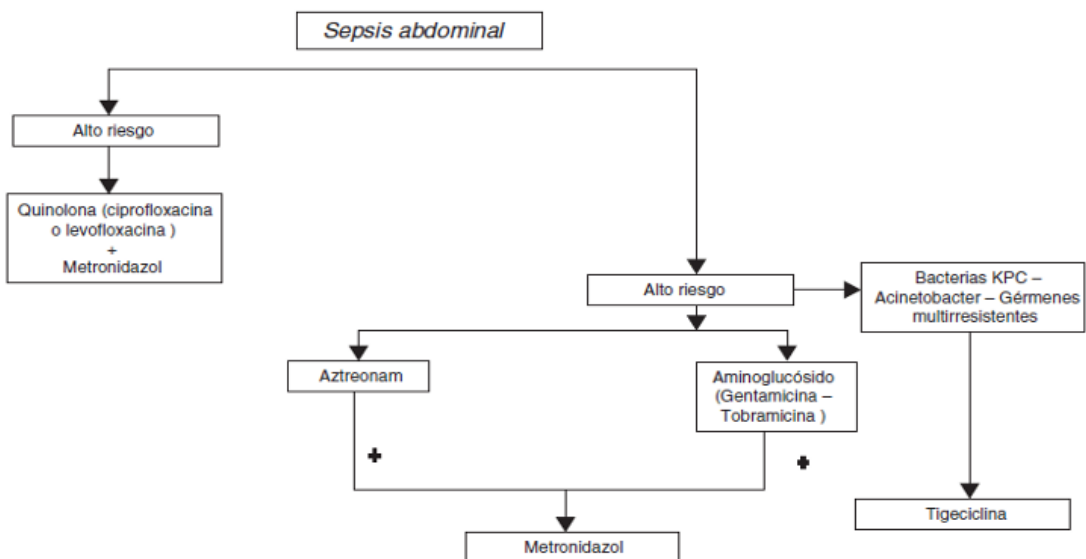 Sepsis abdominal
Alto riesgo
Quinolona (ciprofloxacina
o levofloxacina )
+
Metronidazol
Alto riesgo
Bacterias KPC –
Acinetobacter – Gérmenes
multirresistentes
Aztreonam
Aminoglucósido
(Gentamicina –
Tobramicina )
+
+
Tigeciclina
Metronidazol